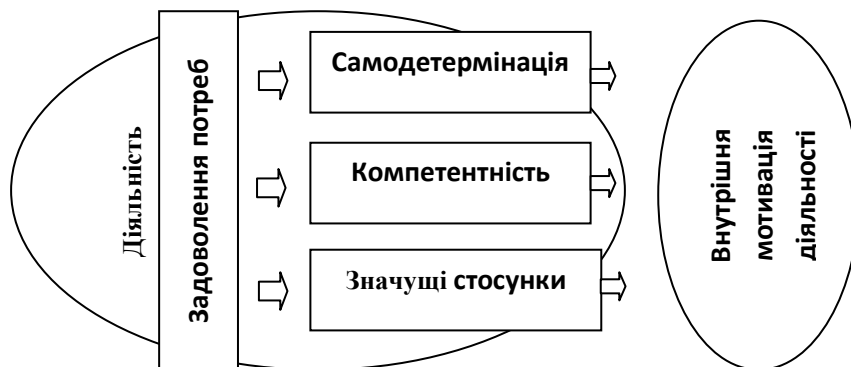 Діяльність
Задоволення потреб
Самодетермінація
Компетентність
Значущі стосунки
Внутрішня
мотивація
діяльності